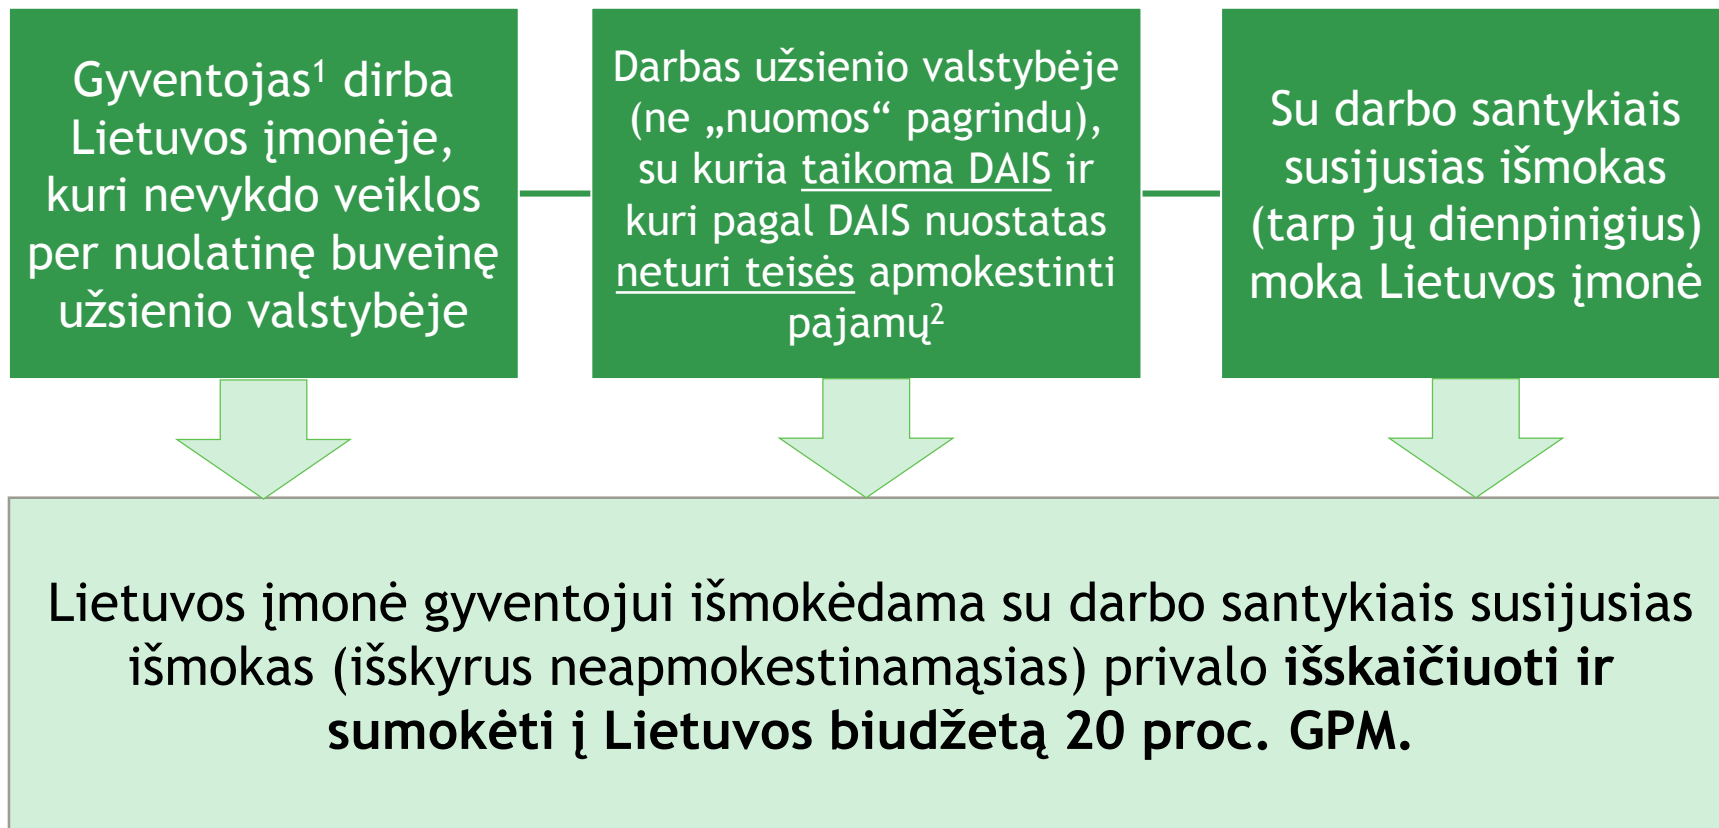 Gyventojas¹ dirba
Lietuvos įmonėje,
kuri nevykdo veiklos
per nuolatinę buveinę
užsienio valstybėje
Darbas užsienio valstybėje
(ne „nuomos“ pagrindu),
su kuria taikoma DAIS ir
kuri pagal DAIS nuostatas
neturi teisės apmokestinti
pajamų²
Su darbo santykiais
susijusias išmokas
(tarp jų dienpinigius)
moka Lietuvos įmonė
Lietuvos įmonė gyventojui išmokėdama su darbo santykiais susijusias
išmokas (išskyrus neapmokestinamąsias) privalo išskaičiuoti ir
sumokėti į Lietuvos biudžetą 20 proc. GPM.